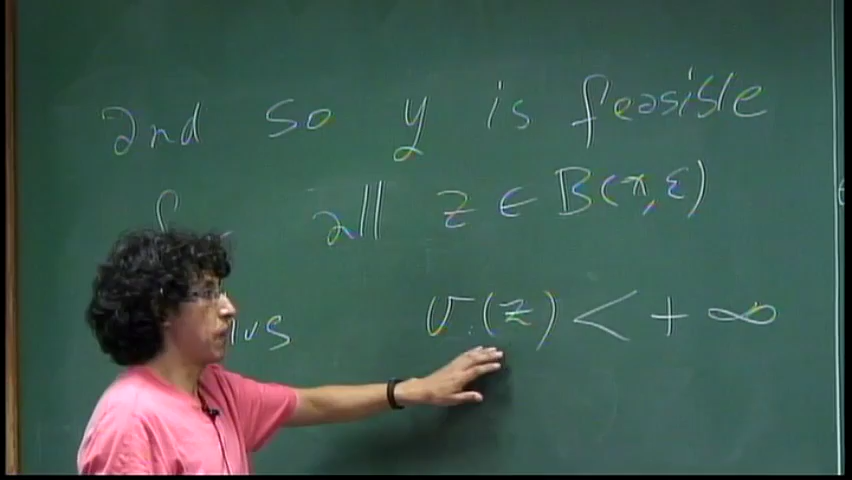 and so y is feasible
all z ∈ B(π, ε)
v(z) < + ∞